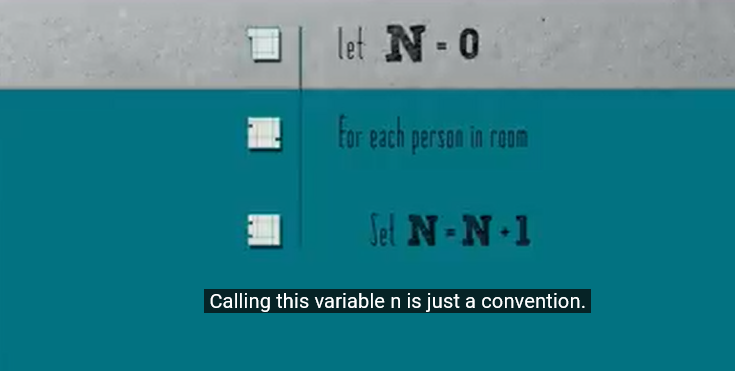 let N = 0
For each person in room
Set N = N + 1
Calling this variable n is just a convention.